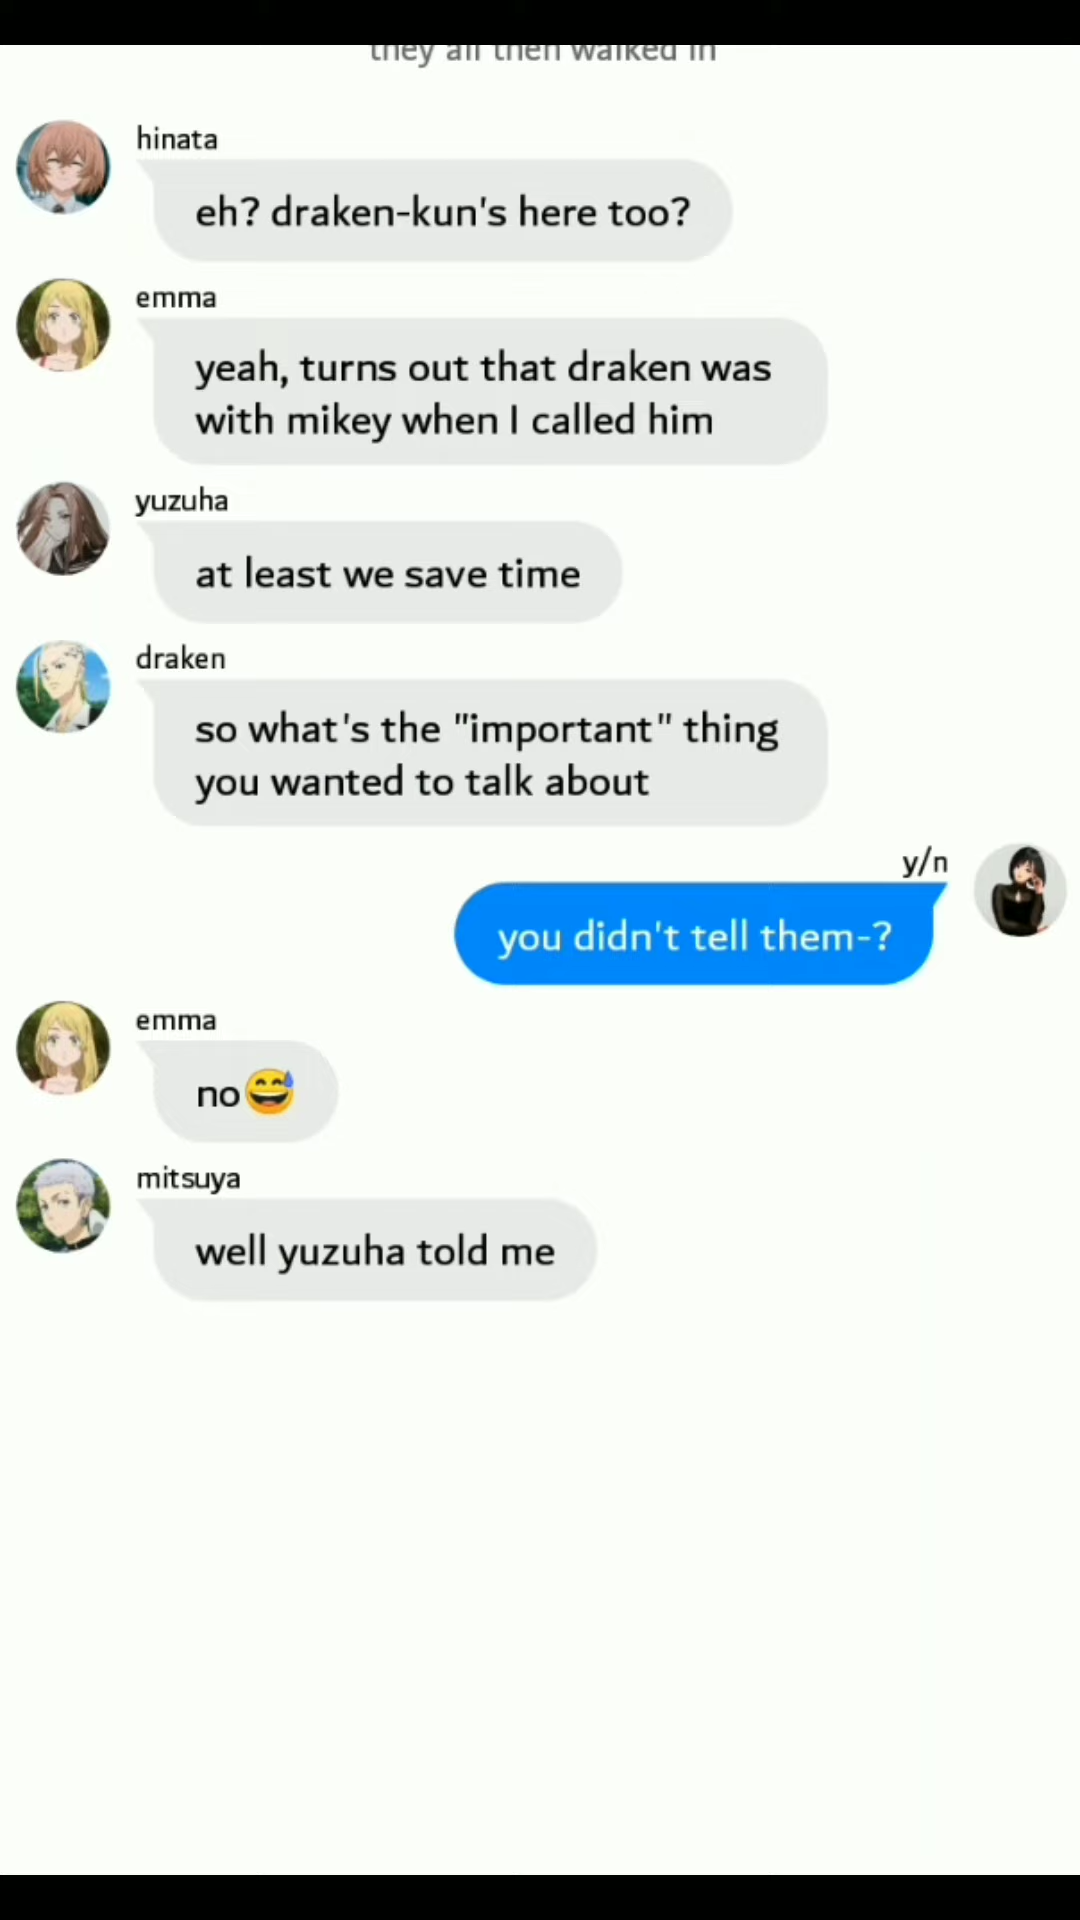 they all then walked in
hinata
eh? draken-kun's here too?
emma
yeah, turns out that draken was
with mikey when I called him
yuzuha
at least we save time
draken
so what's the "important" thing
you wanted to talk about
y/n
you didn't tell them-?
emma
no😅
mitsuya
well yuzuha told me